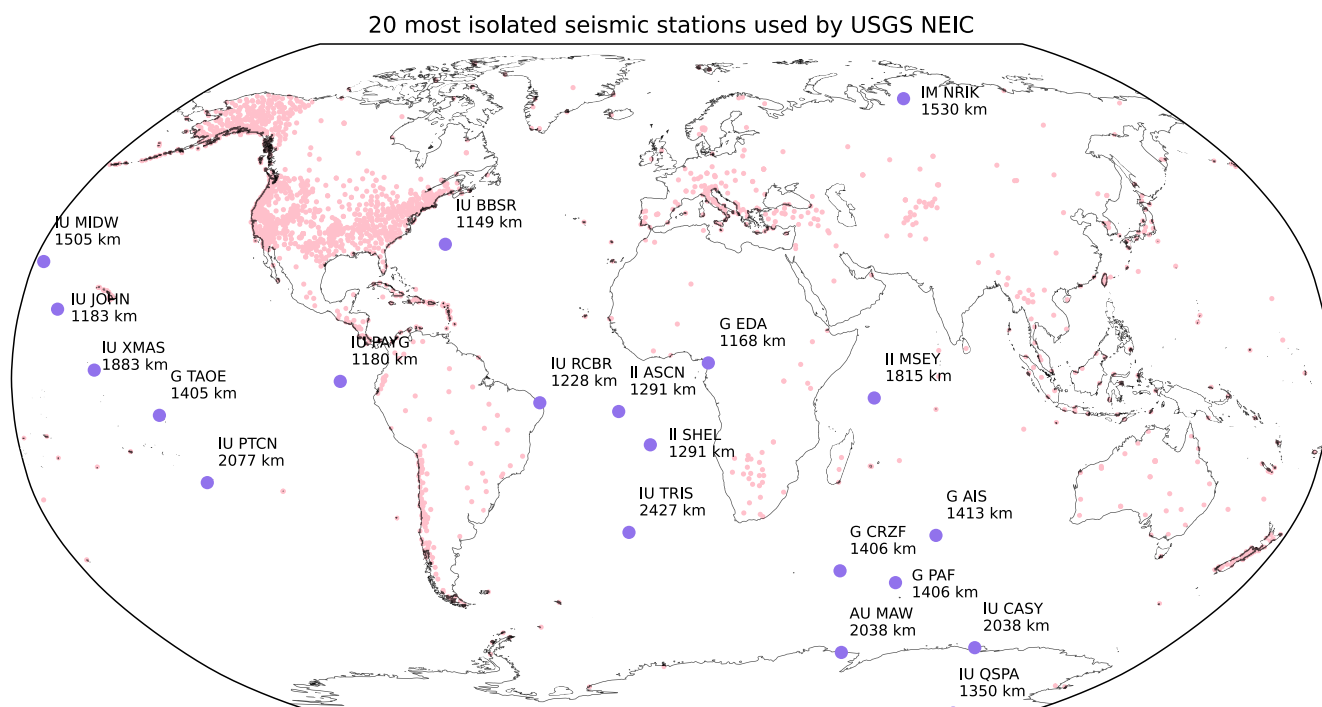 20 most isolated seismic stations used by USGS NEIC
IM NRIK
1530 km
IU BBSR
1149 km
IU MIDW
1505 km
IU JOHN
1183 km
IU XMAS
1883 km
G TAOE
1405 km
IU PAYG
1180 km
G EDA
1168 km
IU RCBR
1228 km
II ASCN
1291 km
II MSEY
1815 km
IU PTCN
2077 km
II SHEL
1291 km
IU TRIS
2427 km
G AIS
1413 km
G CRZF
1406 km
G PAF
1406 km
AU MAW
2038 km
IU CASY
2038 km
IU QSPA
1350 km